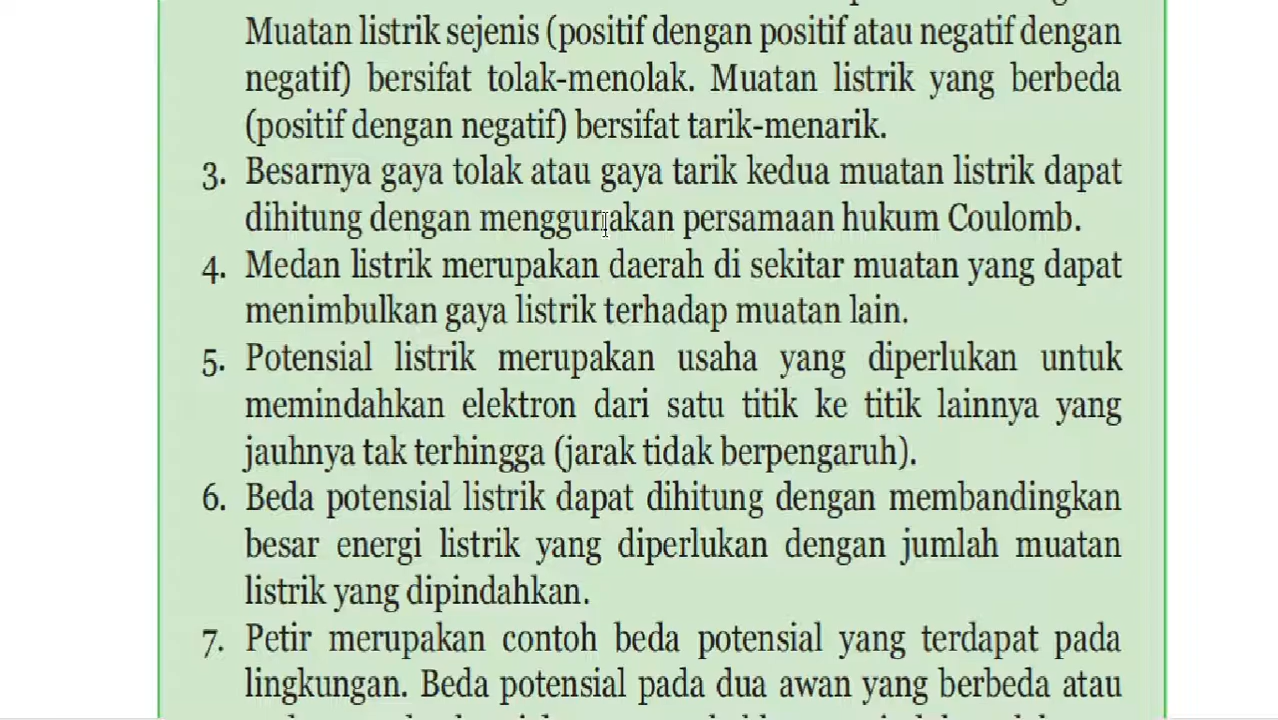 Muatan listrik sejenis (positif dengan positif atau negatif dengan
negatif) bersifat tolak-menolak. Muatan listrik yang berbeda
(positif dengan negatif) bersifat tarik-menarik.
3. Besarnya gaya tolak atau gaya tarik kedua muatan listrik dapat
dihitung dengan menggunakan persamaan hukum Coulomb.
4. Medan listrik merupakan daerah di sekitar muatan yang dapat
menimbulkan gaya listrik terhadap muatan lain.
5. Potensial listrik merupakan usaha yang diperlukan untuk
memindahkan elektron dari satu titik ke titik lainnya yang
jauhnya tak terhingga (jarak tidak berpengaruh).
6. Beda potensial listrik dapat dihitung dengan membandingkan
besar energi listrik yang diperlukan dengan jumlah muatan
listrik yang dipindahkan.
7. Petir merupakan contoh beda potensial yang terdapat pada
lingkungan. Beda potensial pada dua awan yang berbeda atau